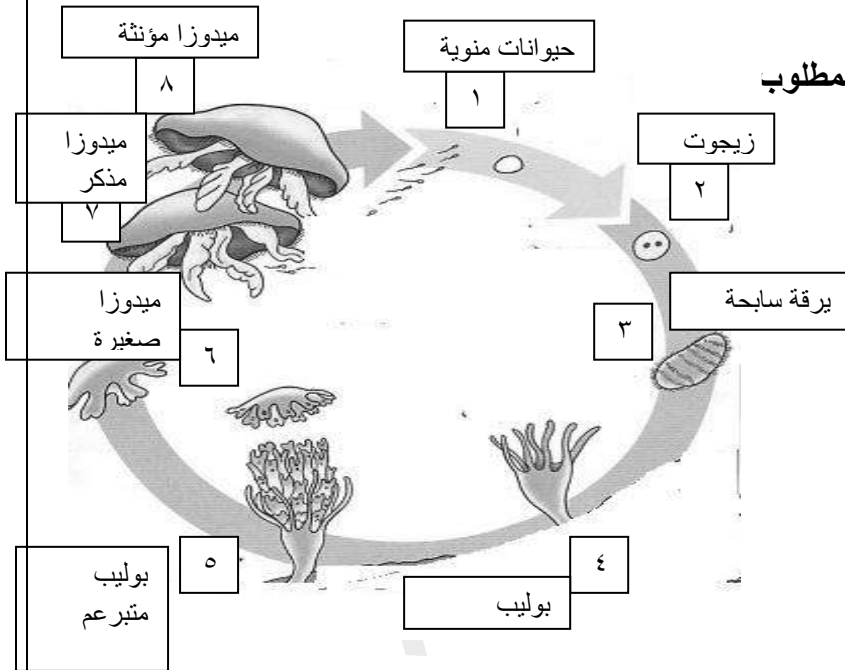 ميدوزا مؤنثة
٨
حيوانات منوية
١
مطلوب
ميدوزا
مذكر
٧
زيجوت
٢
يرقة سابحة
٣
ميدوزا
صغيرة
٦
بوليب
متبرعم
٥
بوليب
٤